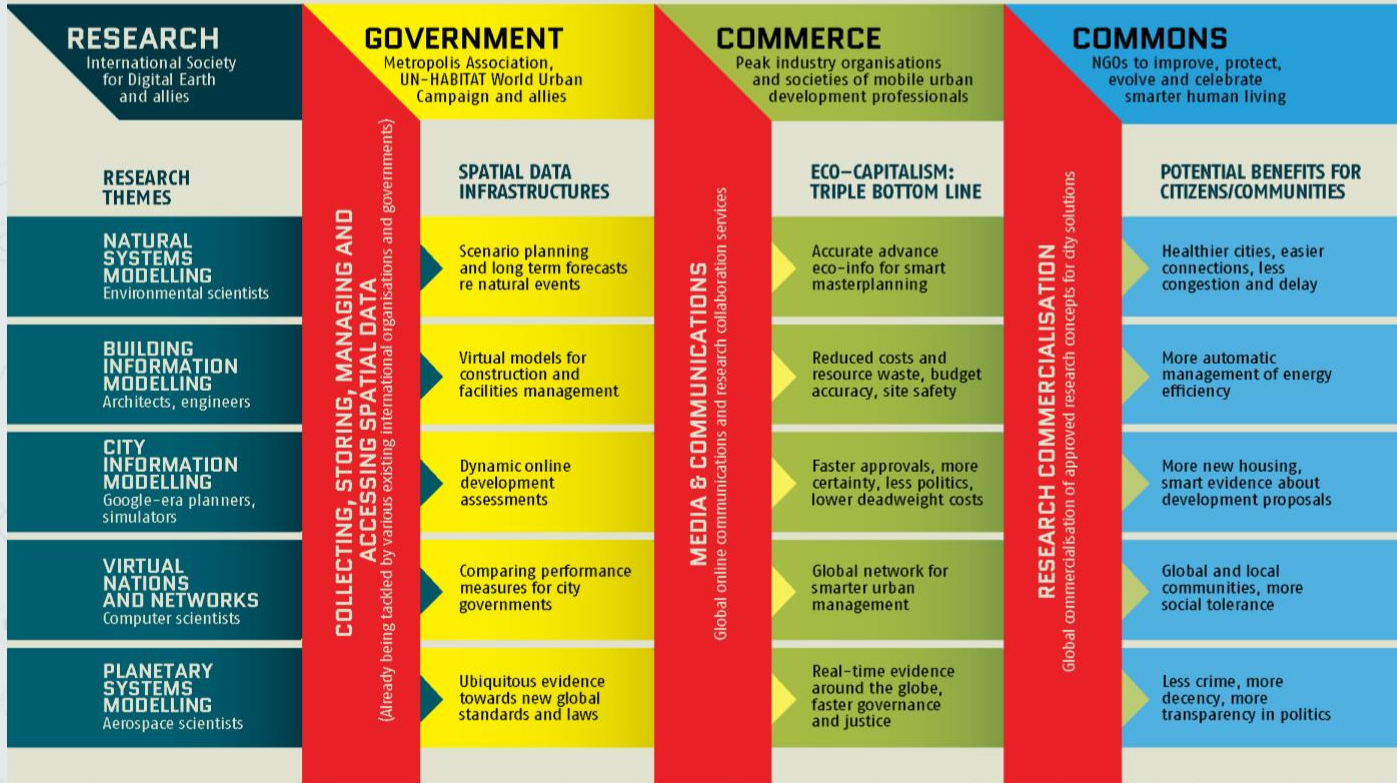 RESEARCH
International Society
for Digital Earth
and allies
GOVERNMENT
Metropolis Association,
UN-HABITAT World Urban
Campaign and allies
COMMERCE
Peak industry organisations
and societies of mobile urban
development professionals
COMMONS
NGOs to improve, protect,
evolve and celebrate
smarter human living
RESEARCH
THEMES
SPATIAL DATA
INFRASTRUCTURES
ECO-CAPITALISM:
TRIPLE BOTTOM LINE
POTENTIAL BENEFITS FOR
CITIZENS/COMMUNITIES
COLLECTING, STORING, MANAGING AND
ACCESSING SPATIAL DATA
(Already being tackled by various existing international organisations and governments)
MEDIA & COMMUNICATIONS
Global online communications and research collaboration services
RESEARCH COMMERCIALISATION
Global commercialisation of approved research concepts for city solutions
NATURAL
SYSTEMS
MODELLING
Environmental scientists
Scenario planning
and long term forecasts
re natural events
Accurate advance
eco-info for smart
masterplanning
Healthier cities, easier
connections, less
congestion and delay
BUILDING
INFORMATION
MODELLING
Architects, engineers
Virtual models for
construction and
facilities management
Reduced costs and
resource waste, budget
accuracy, site safety
More automatic
management of energy
efficiency
CITY
INFORMATION
MODELLING
Google-era planners,
simulators
Dynamic online
development
assessments
Faster approvals, more
certainty, less politics,
lower deadweight costs
More new housing,
smart evidence about
development proposals
VIRTUAL
NATIONS
AND NETWORKS
Computer scientists
Comparing performance
measures for city
governments
Global network for
smarter urban
management
Global and local
communities, more
social tolerance
PLANETARY
SYSTEMS
MODELLING
Aerospace scientists
Ubiquitous evidence
towards new global
standards and laws
Real-time evidence
around the globe,
faster governance
and justice
Less crime, more
decency, more
transparency in politics